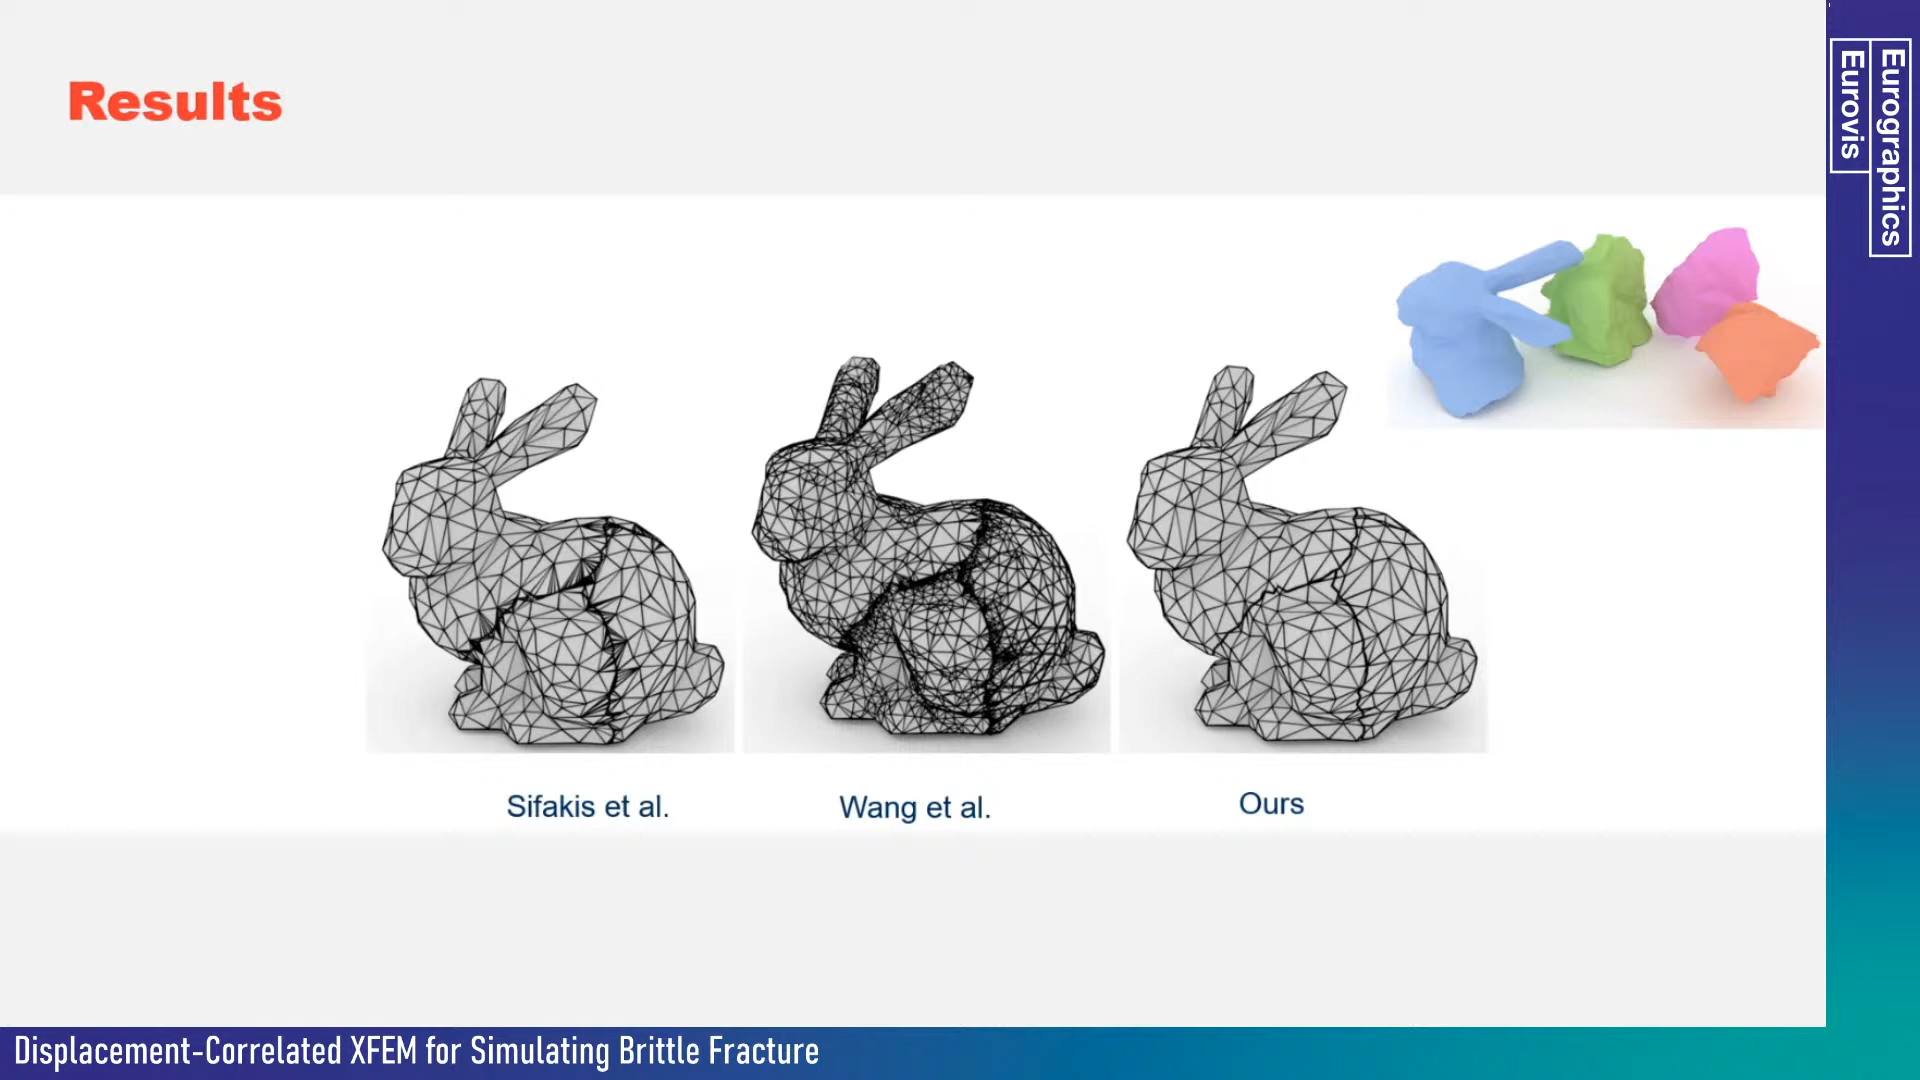 Results
Sifakis et al.
Wang et al.
Ours
Eurographics
Eurovis
Displacement-Correlated XFEM for Simulating Brittle Fracture